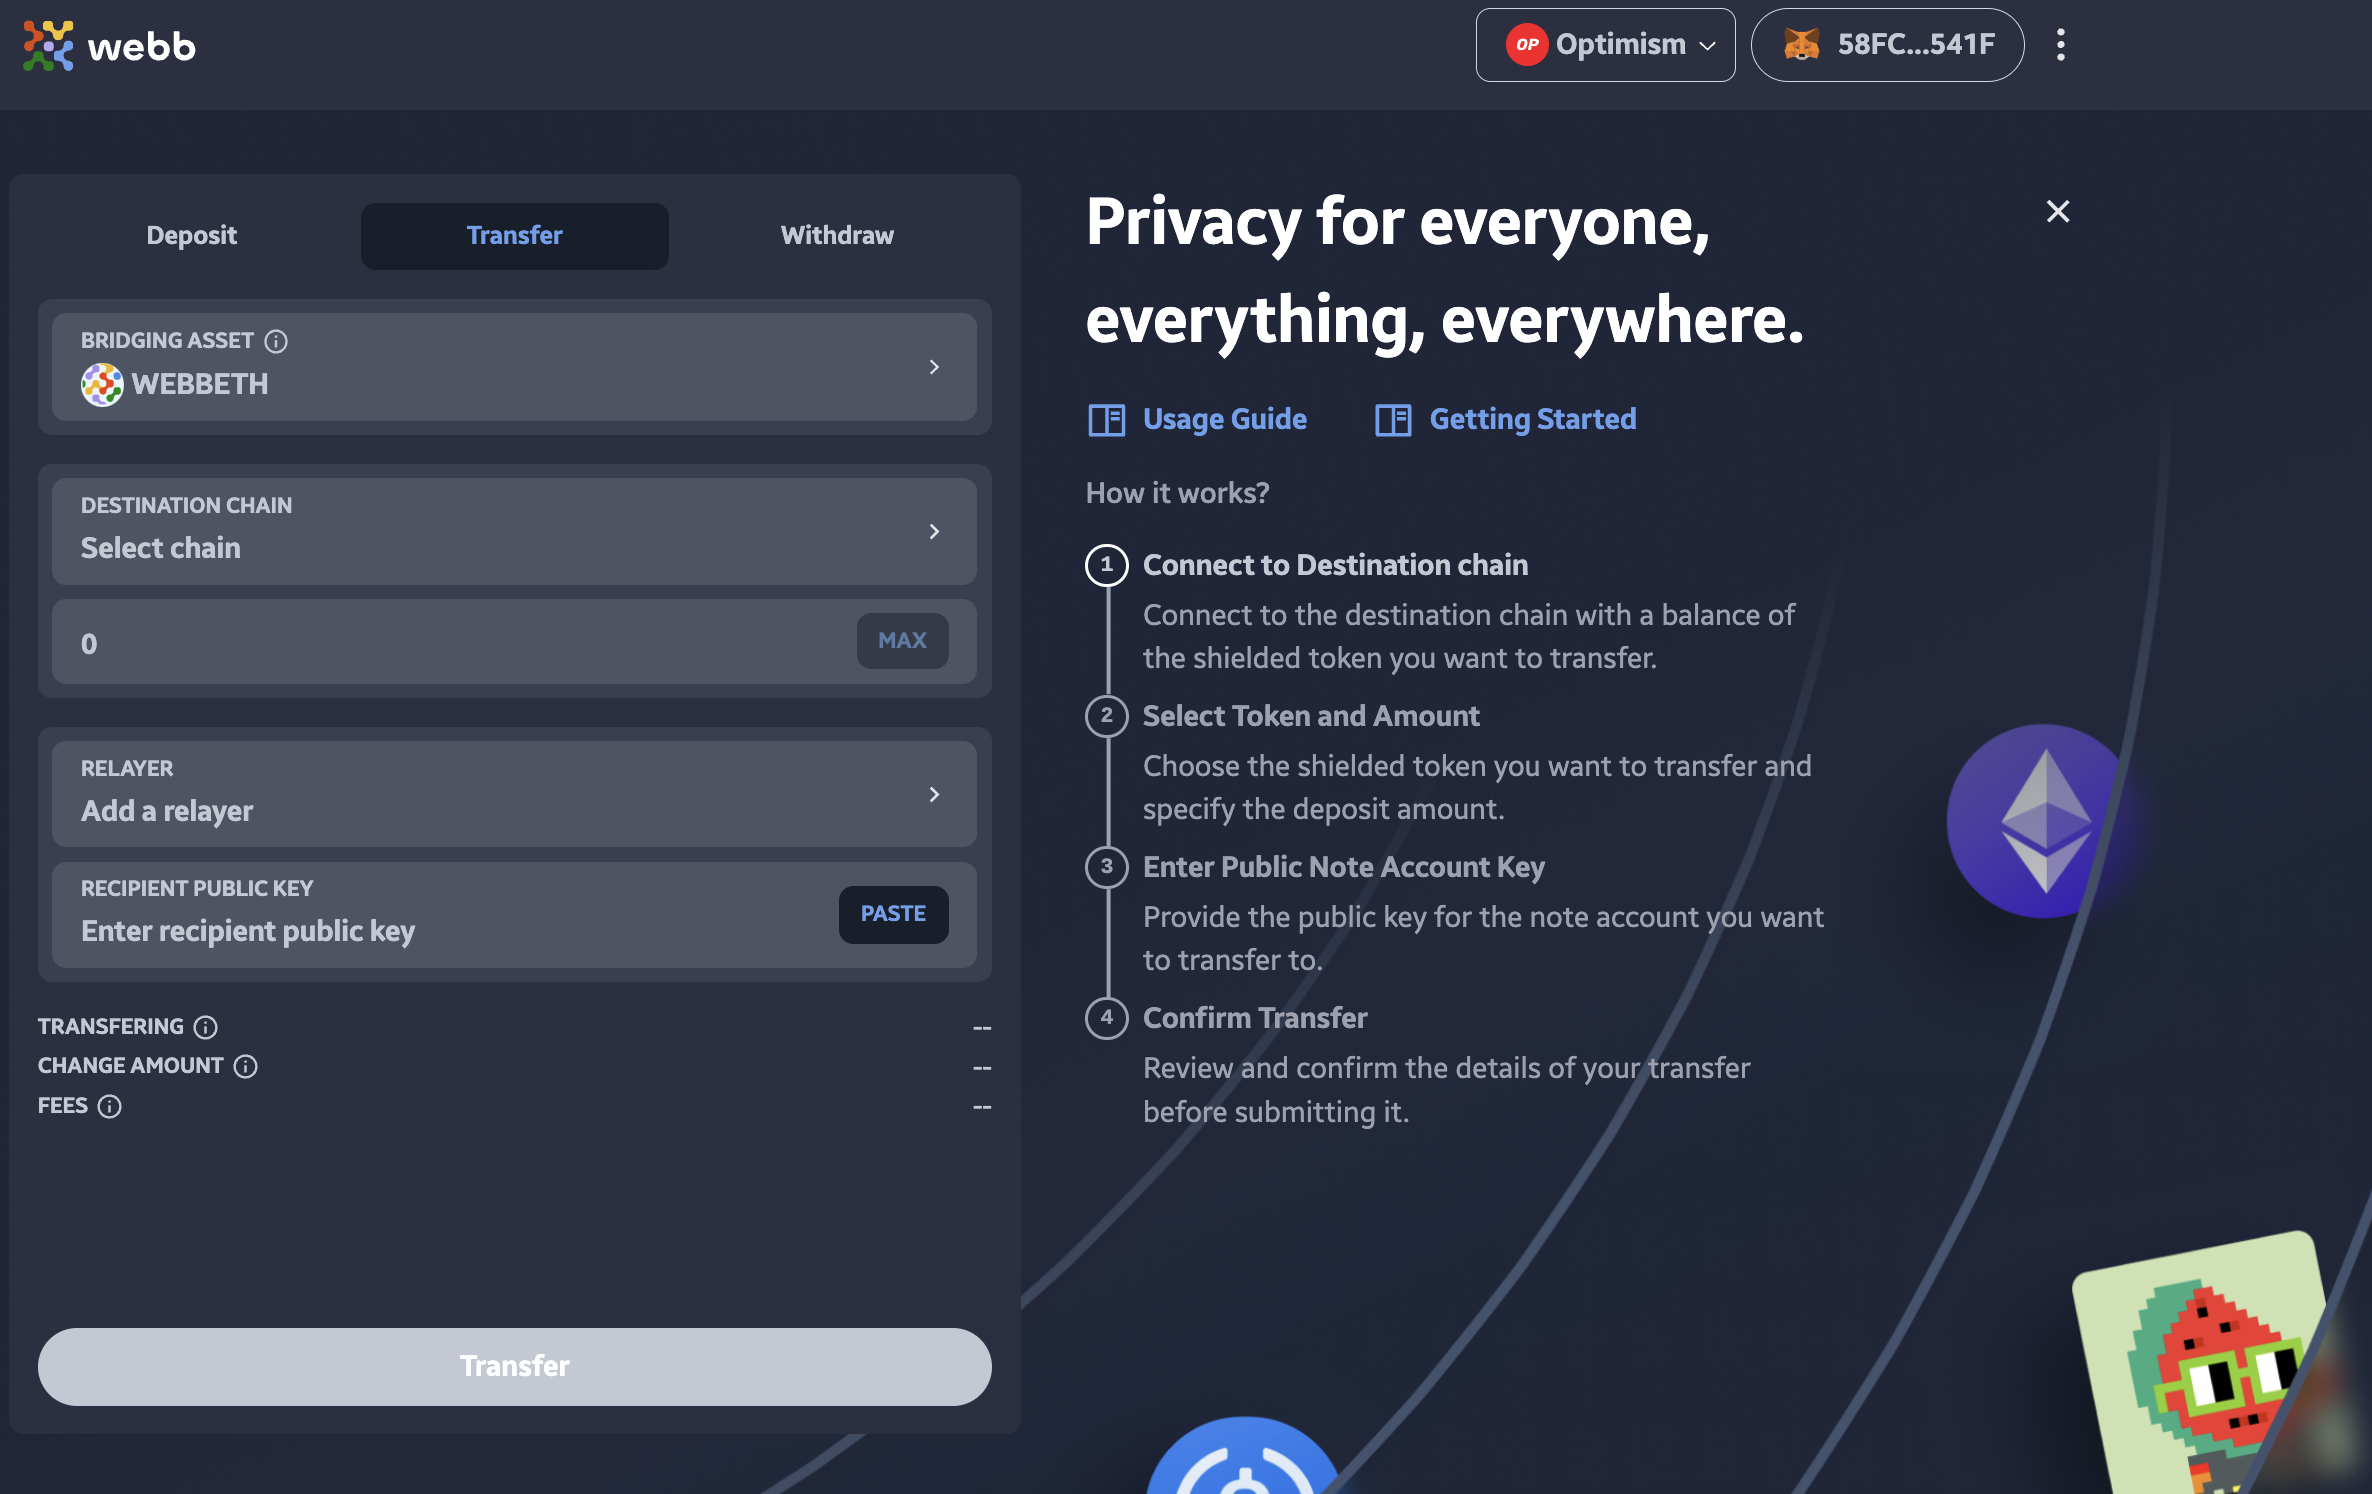 webb
OP Optimism
58FC...541F
Deposit
Transfer
Withdraw
BRIDGING ASSET
WEBBETH
DESTINATION CHAIN
Select chain
0
MAX
RELAYER
Add a relayer
RECIPIENT PUBLIC KEY
Enter recipient public key
PASTE
TRANSFERING --
CHANGE AMOUNT --
FEES --
Transfer
Privacy for everyone,
everything, everywhere.
Usage Guide
Getting Started
How it works?
1 Connect to Destination chain
Connect to the destination chain with a balance of
the shielded token you want to transfer.
2 Select Token and Amount
Choose the shielded token you want to transfer and
specify the deposit amount.
3 Enter Public Note Account Key
Provide the public key for the note account you want
to transfer to.
4 Confirm Transfer
Review and confirm the details of your transfer
before submitting it.